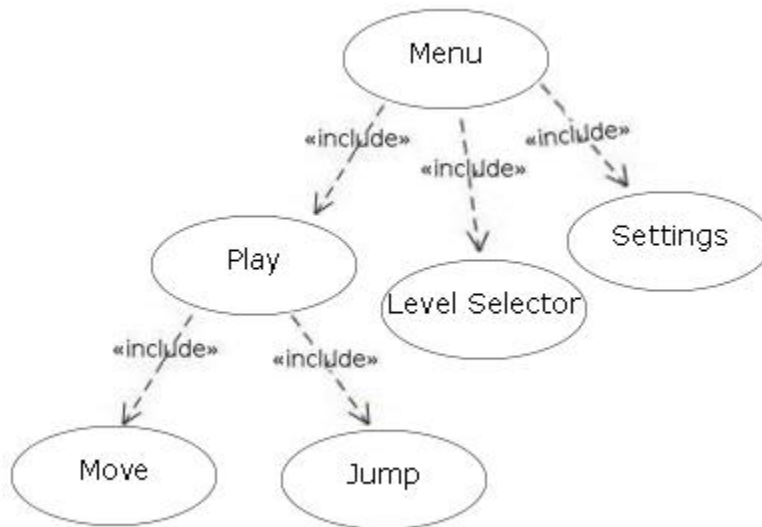 Menu
«include»
«include»
«include»
Settings
Play
Level Selector
«include»
«include»
Move
Jump